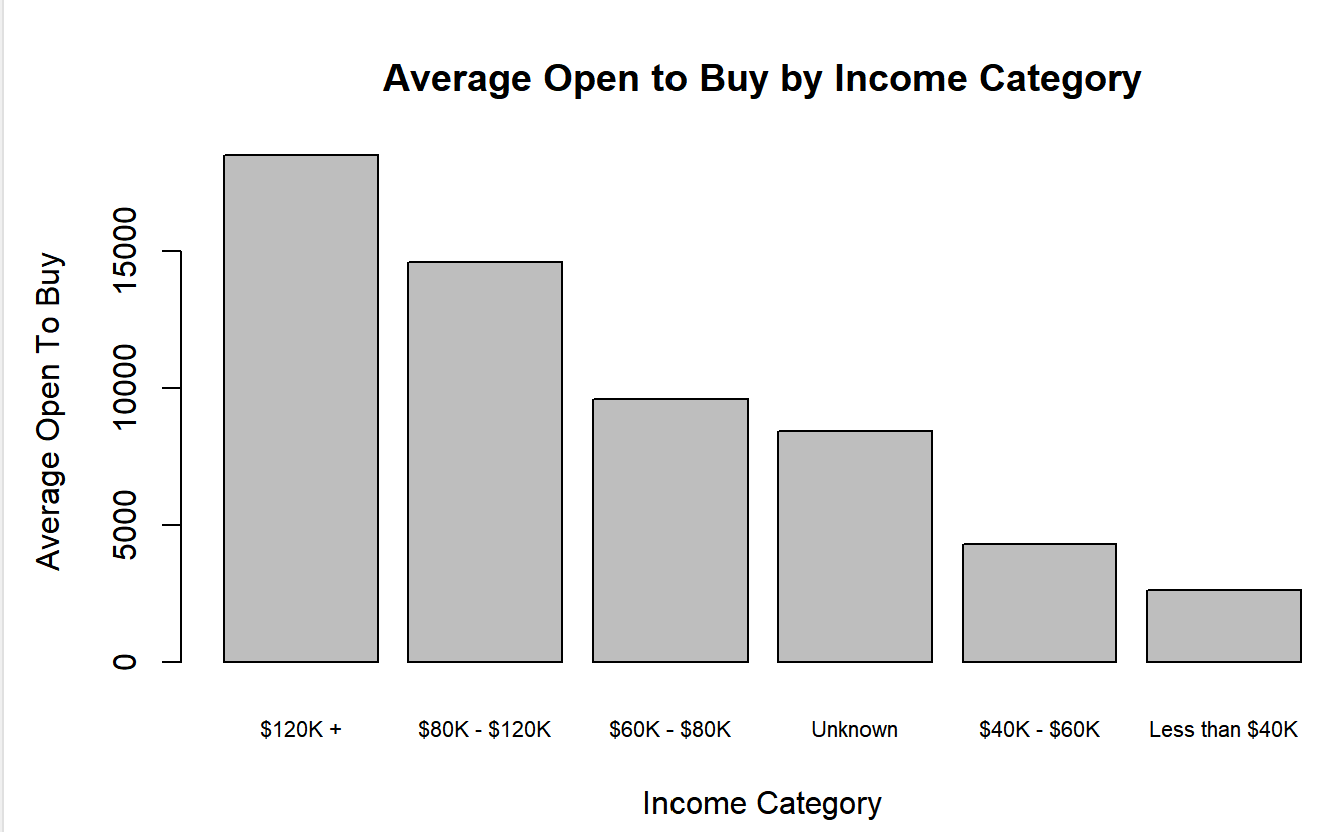 Average Open to Buy by Income Category
Average Open To Buy
15000
10000
5000
0
$120K +
$80K - $120K
$60K - $80K
Unknown
$40K - $60K
Less than $40K
Income Category